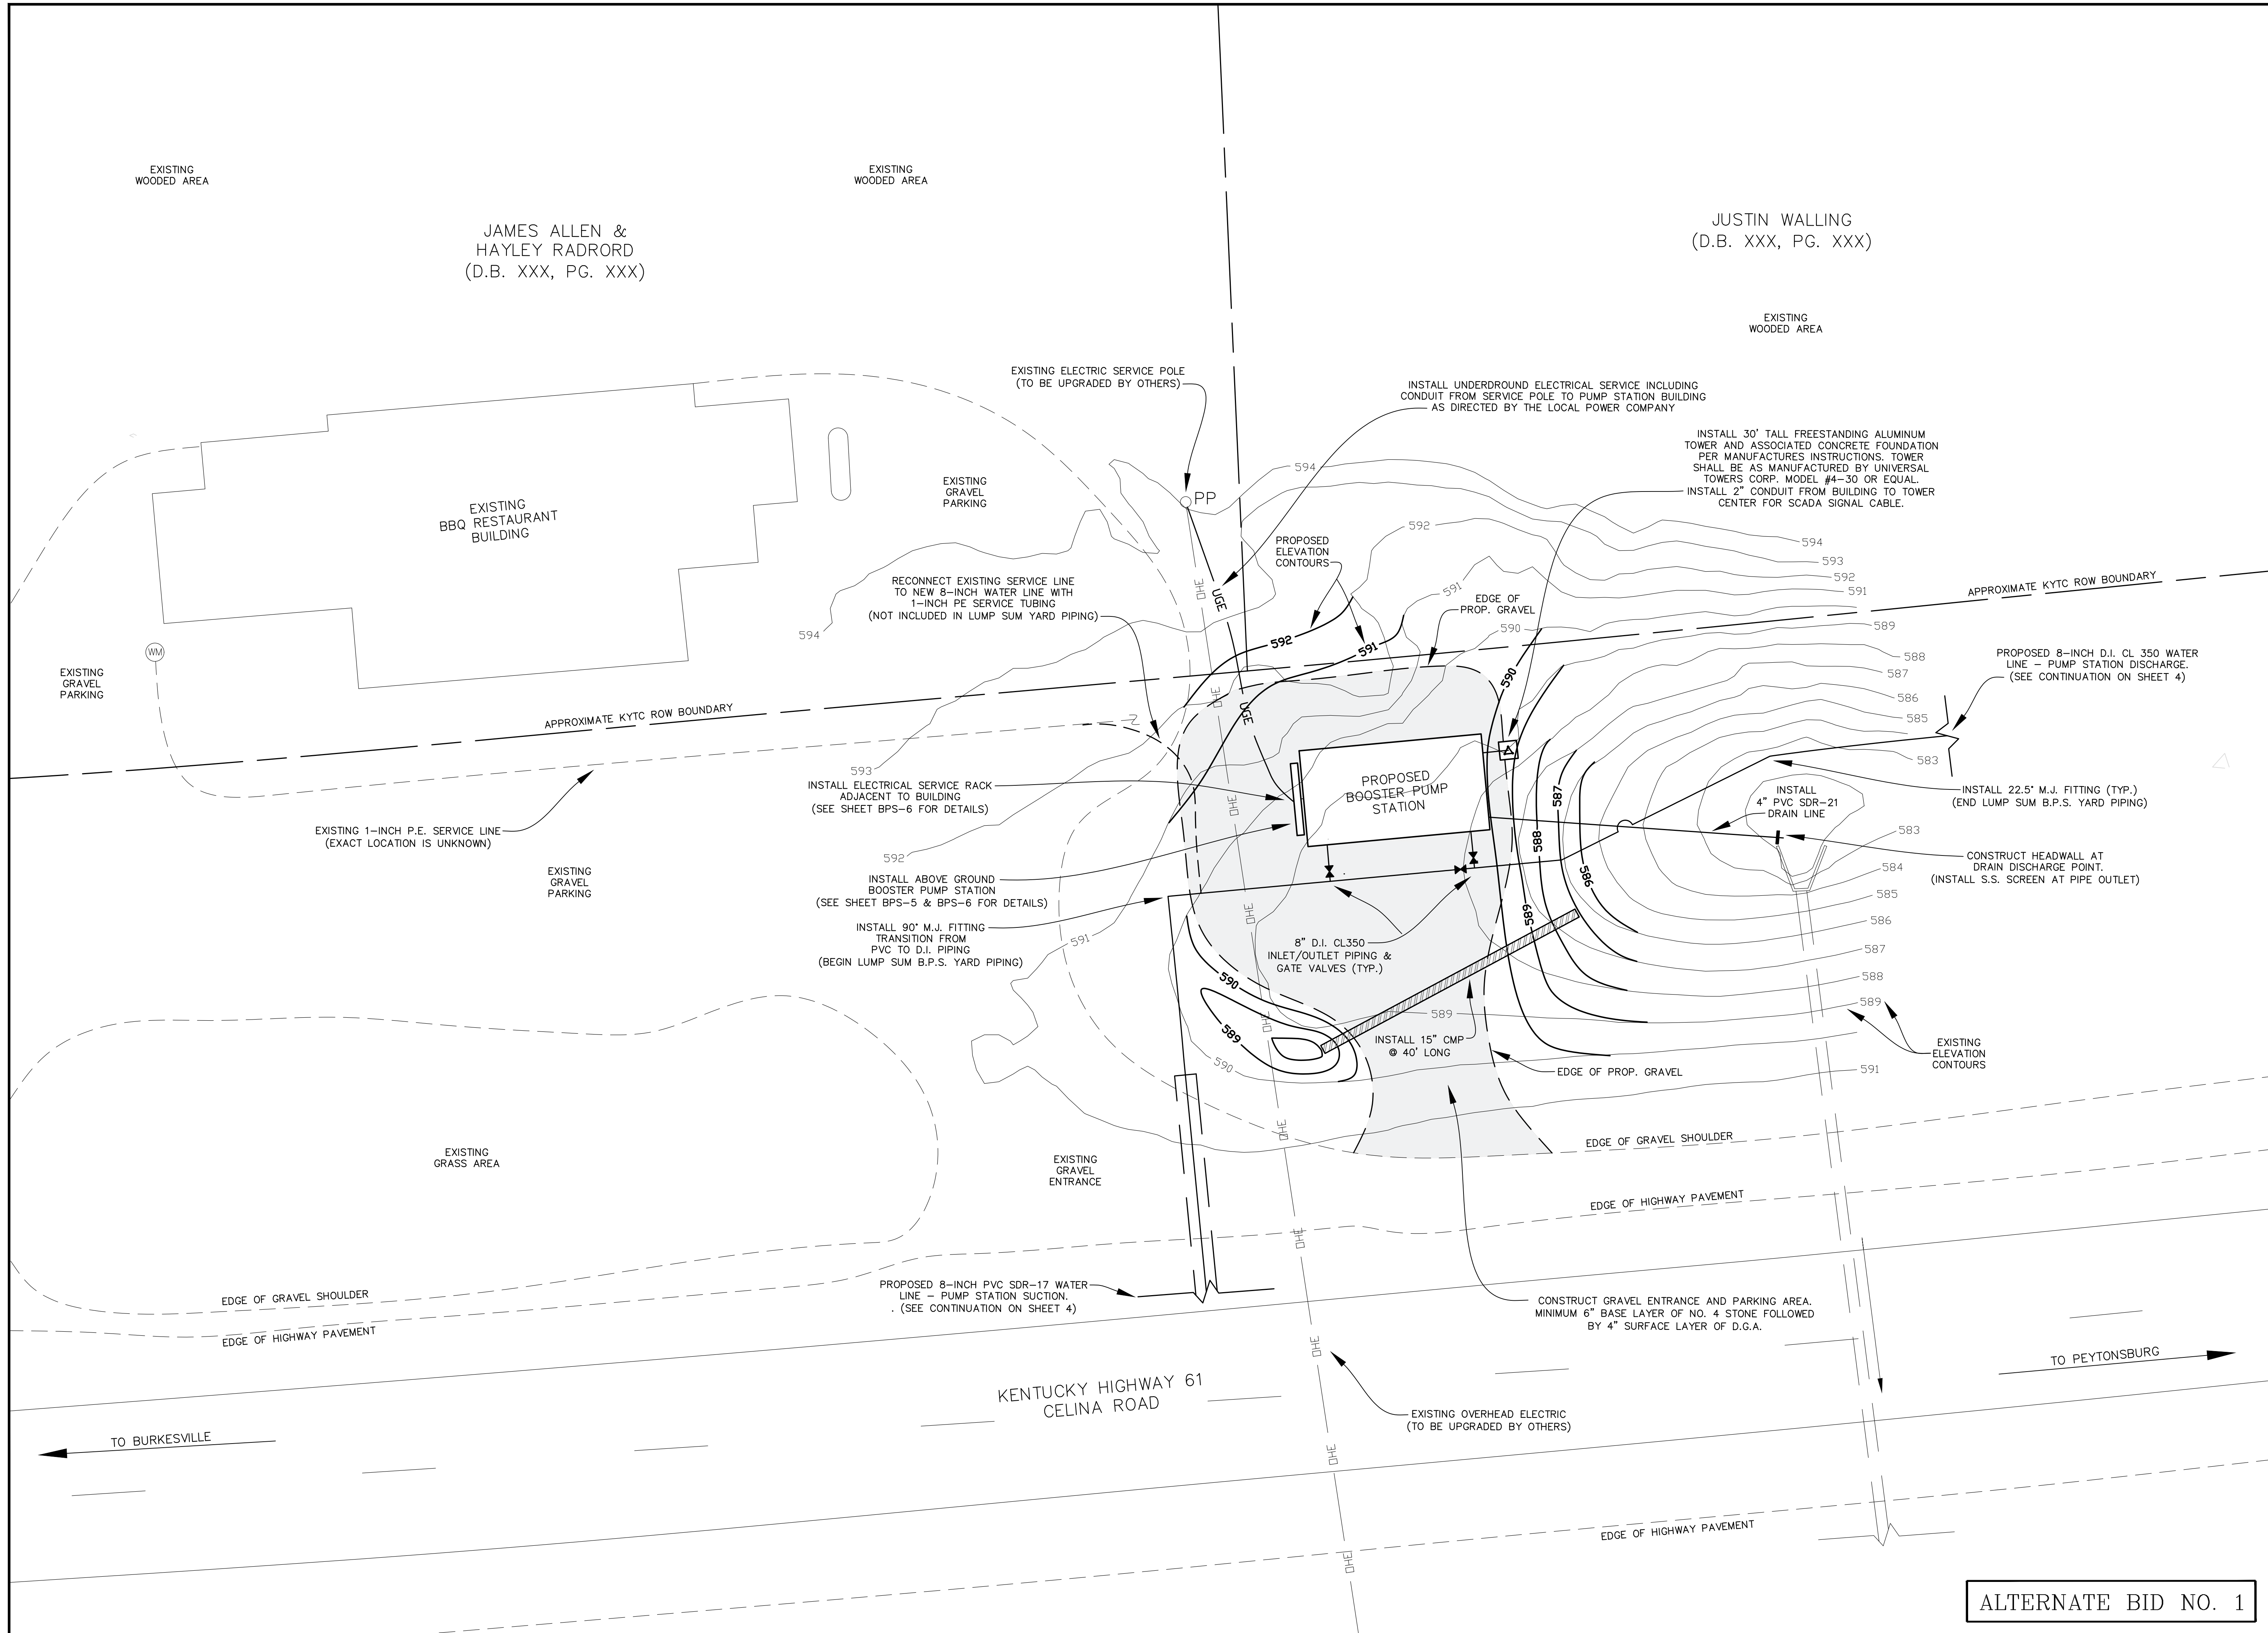 EXISTING
WOODED AREA
EXISTING
WOODED AREA
JAMES ALLEN &
HAYLEY RADRORD
(D.B. XXX, PG. XXX)
JUSTIN WALLING
(D.B. XXX, PG. XXX)
EXISTING
WOODED AREA
EXISTING ELECTRIC SERVICE POLE
(TO BE UPGRADED BY OTHERS)
INSTALL UNDERDROUND ELECTRICAL SERVICE INCLUDING
CONDUIT FROM SERVICE POLE TO PUMP STATION BUILDING
AS DIRECTED BY THE LOCAL POWER COMPANY
INSTALL 30' TALL FREESTANDING ALUMINUM
TOWER AND ASSOCIATED CONCRETE FOUNDATION
PER MANUFACTURES INSTRUCTIONS. TOWER
SHALL BE AS MANUFACTURED BY UNIVERSAL
TOWERS CORP. MODEL #4-30 OR EQUAL.
INSTALL 2" CONDUIT FROM BUILDING TO TOWER
CENTER FOR SCADA SIGNAL CABLE.
EXISTING
GRAVEL
PARKING
EXISTING
BBQ RESTAURANT
BUILDING
PP
594
592
594
593
592
591
PROPOSED
ELEVATION
CONTOURS
RECONNECT EXISTING SERVICE LINE
TO NEW 8-INCH WATER LINE WITH
1-INCH PE SERVICE TUBING
(NOT INCLUDED IN LUMP SUM YARD PIPING)
OHE
UGE
591
EDGE OF
PROP. GRAVEL
APPROXIMATE KYTC ROW BOUNDARY
594
592
591
590
590
589
588
587
586
585
583
WM
EXISTING
GRAVEL
PARKING
PROPOSED 8-INCH D.I. CL 350 WATER
LINE - PUMP STATION DISCHARGE.
(SEE CONTINUATION ON SHEET 4)
APPROXIMATE KYTC ROW BOUNDARY
OHE
UGE
593
INSTALL ELECTRICAL SERVICE RACK
ADJACENT TO BUILDING
(SEE SHEET BPS-6 FOR DETAILS)
PROPOSED
BOOSTER PUMP
STATION
INSTALL
4" PVC SDR-21
DRAIN LINE
INSTALL 22.5° M.J. FITTING (TYP.)
(END LUMP SUM B.P.S. YARD PIPING)
OHE
587
588
586
EXISTING 1-INCH P.E. SERVICE LINE
(EXACT LOCATION IS UNKNOWN)
583
584
585
586
587
588
589
591
592
EXISTING
GRAVEL
PARKING
INSTALL ABOVE GROUND
BOOSTER PUMP STATION
(SEE SHEET BPS-5 & BPS-6 FOR DETAILS)
CONSTRUCT HEADWALL AT
DRAIN DISCHARGE POINT.
(INSTALL S.S. SCREEN AT PIPE OUTLET)
INSTALL 90° M.J. FITTING
TRANSITION FROM
PVC TO D.I. PIPING
(BEGIN LUMP SUM B.P.S. YARD PIPING)
591
OHE
589
8" D.I. CL350
INLET/OUTLET PIPING &
GATE VALVES (TYP.)
590
589
589
OHE
INSTALL 15" CMP
@ 40' LONG
590
EDGE OF PROP. GRAVEL
EXISTING
ELEVATION
CONTOURS
OHE
EDGE OF GRAVEL SHOULDER
EXISTING
GRASS AREA
EXISTING
GRAVEL
ENTRANCE
EDGE OF HIGHWAY PAVEMENT
OHE
PROPOSED 8-INCH PVC SDR-17 WATER
LINE - PUMP STATION SUCTION.
. (SEE CONTINUATION ON SHEET 4)
EDGE OF GRAVEL SHOULDER
EDGE OF HIGHWAY PAVEMENT
CONSTRUCT GRAVEL ENTRANCE AND PARKING AREA.
MINIMUM 6" BASE LAYER OF NO. 4 STONE FOLLOWED
BY 4" SURFACE LAYER OF D.G.A.
OHE
TO PEYTONSBURG
KENTUCKY HIGHWAY 61
CELINA ROAD
EXISTING OVERHEAD ELECTRIC
(TO BE UPGRADED BY OTHERS)
TO BURKESVILLE
OHE
EDGE OF HIGHWAY PAVEMENT
OHE
ALTERNATE BID NO. 1